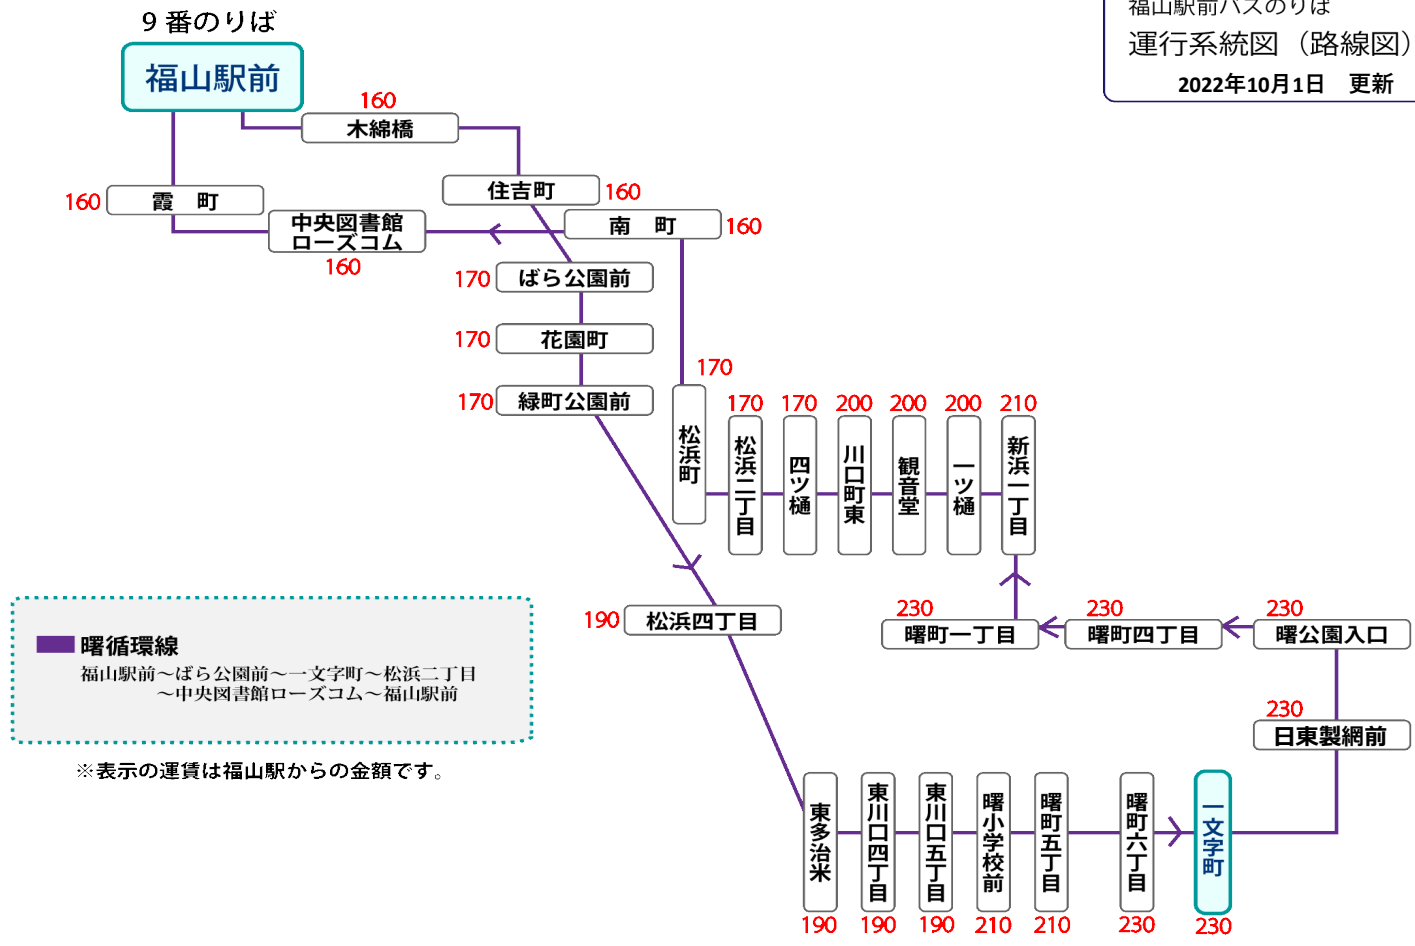 9 番のりば
福山駅前
福山駅前バスのりば
運行系統図（路線図）
2022年10月1日　更新
160
木綿橋
160
霞　町
住吉町
160
中央図書館
ローズコム
160
南　町
160
170
ばら公園前
170
花園町
170
緑町公園前
170
松浜町
170
松浜二丁目
170
四ツ樋
200
川口町東
200
観音堂
200
一ツ樋
210
新浜一丁目
190
松浜四丁目
230
曙町一丁目
230
曙町四丁目
230
曙公園入口
230
日東製網前
曙循環線
福山駅前～ばら公園前～一文字町～松浜二丁目
～中央図書館ローズコム～福山駅前
※表示の運賃は福山駅からの金額です。
東多治米
190
東川口四丁目
190
東川口五丁目
190
曙小学校前
210
曙町五丁目
210
曙町六丁目
230
一文字町
230